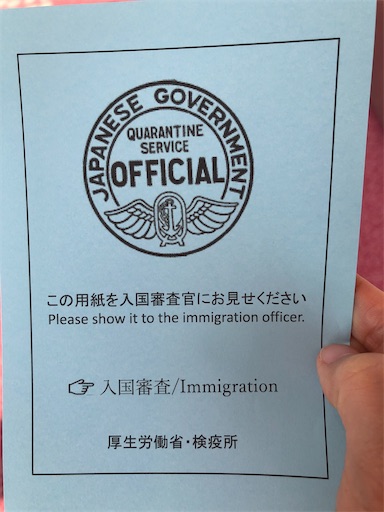 JAPANESE GOVERNMENT
QUARANTINE
SERVICE
OFFICIAL
この用紙を入国審査官にお見せください
Please show it to the immigration officer.
☞ 入国審査/Immigration
厚生労働省・検疫所